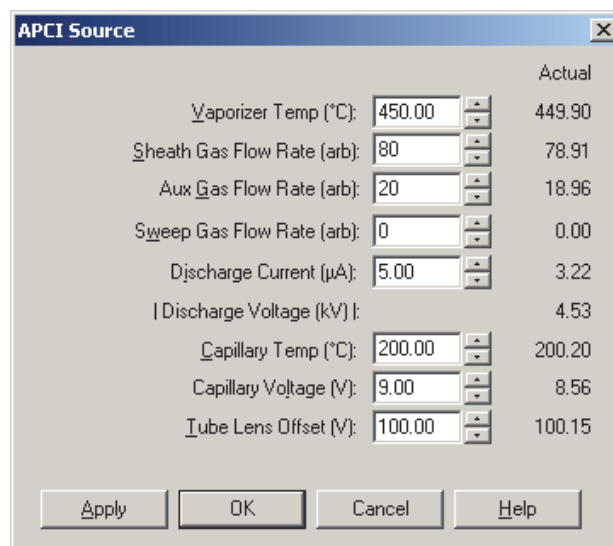 APCI Source
Actual
Vaporizer Temp (°C): 450.00 449.90
Sheath Gas Flow Rate (arb): 80 78.91
Aux Gas Flow Rate (arb): 20 18.96
Sweep Gas Flow Rate (arb): 0 0.00
Discharge Current (µA): 5.00 3.22
| Discharge Voltage (kV) |: 4.53
Capillary Temp (°C): 200.00 200.20
Capillary Voltage (V): 9.00 8.56
Tube Lens Offset (V): 100.00 100.15
Apply OK Cancel Help